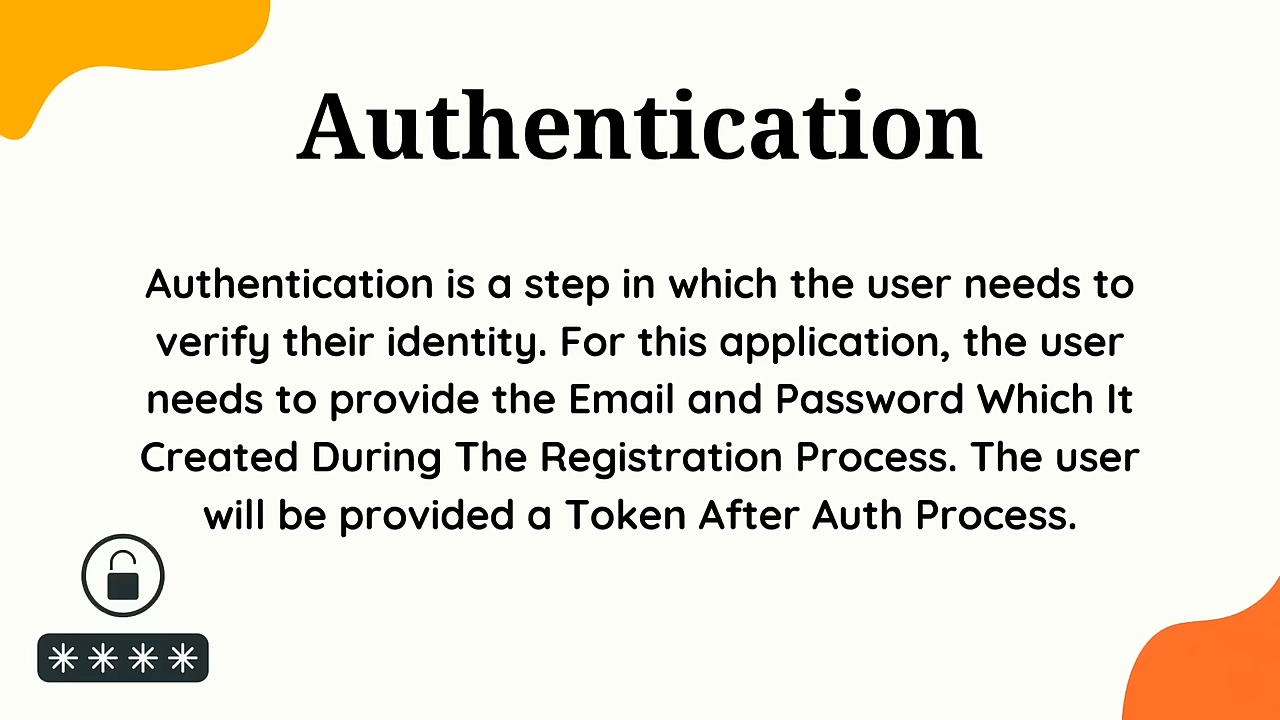 Authentication
Authentication is a step in which the user needs to
verify their identity. For this application, the user
needs to provide the Email and Password Which It
Created During The Registration Process. The user
will be provided a Token After Auth Process.
****